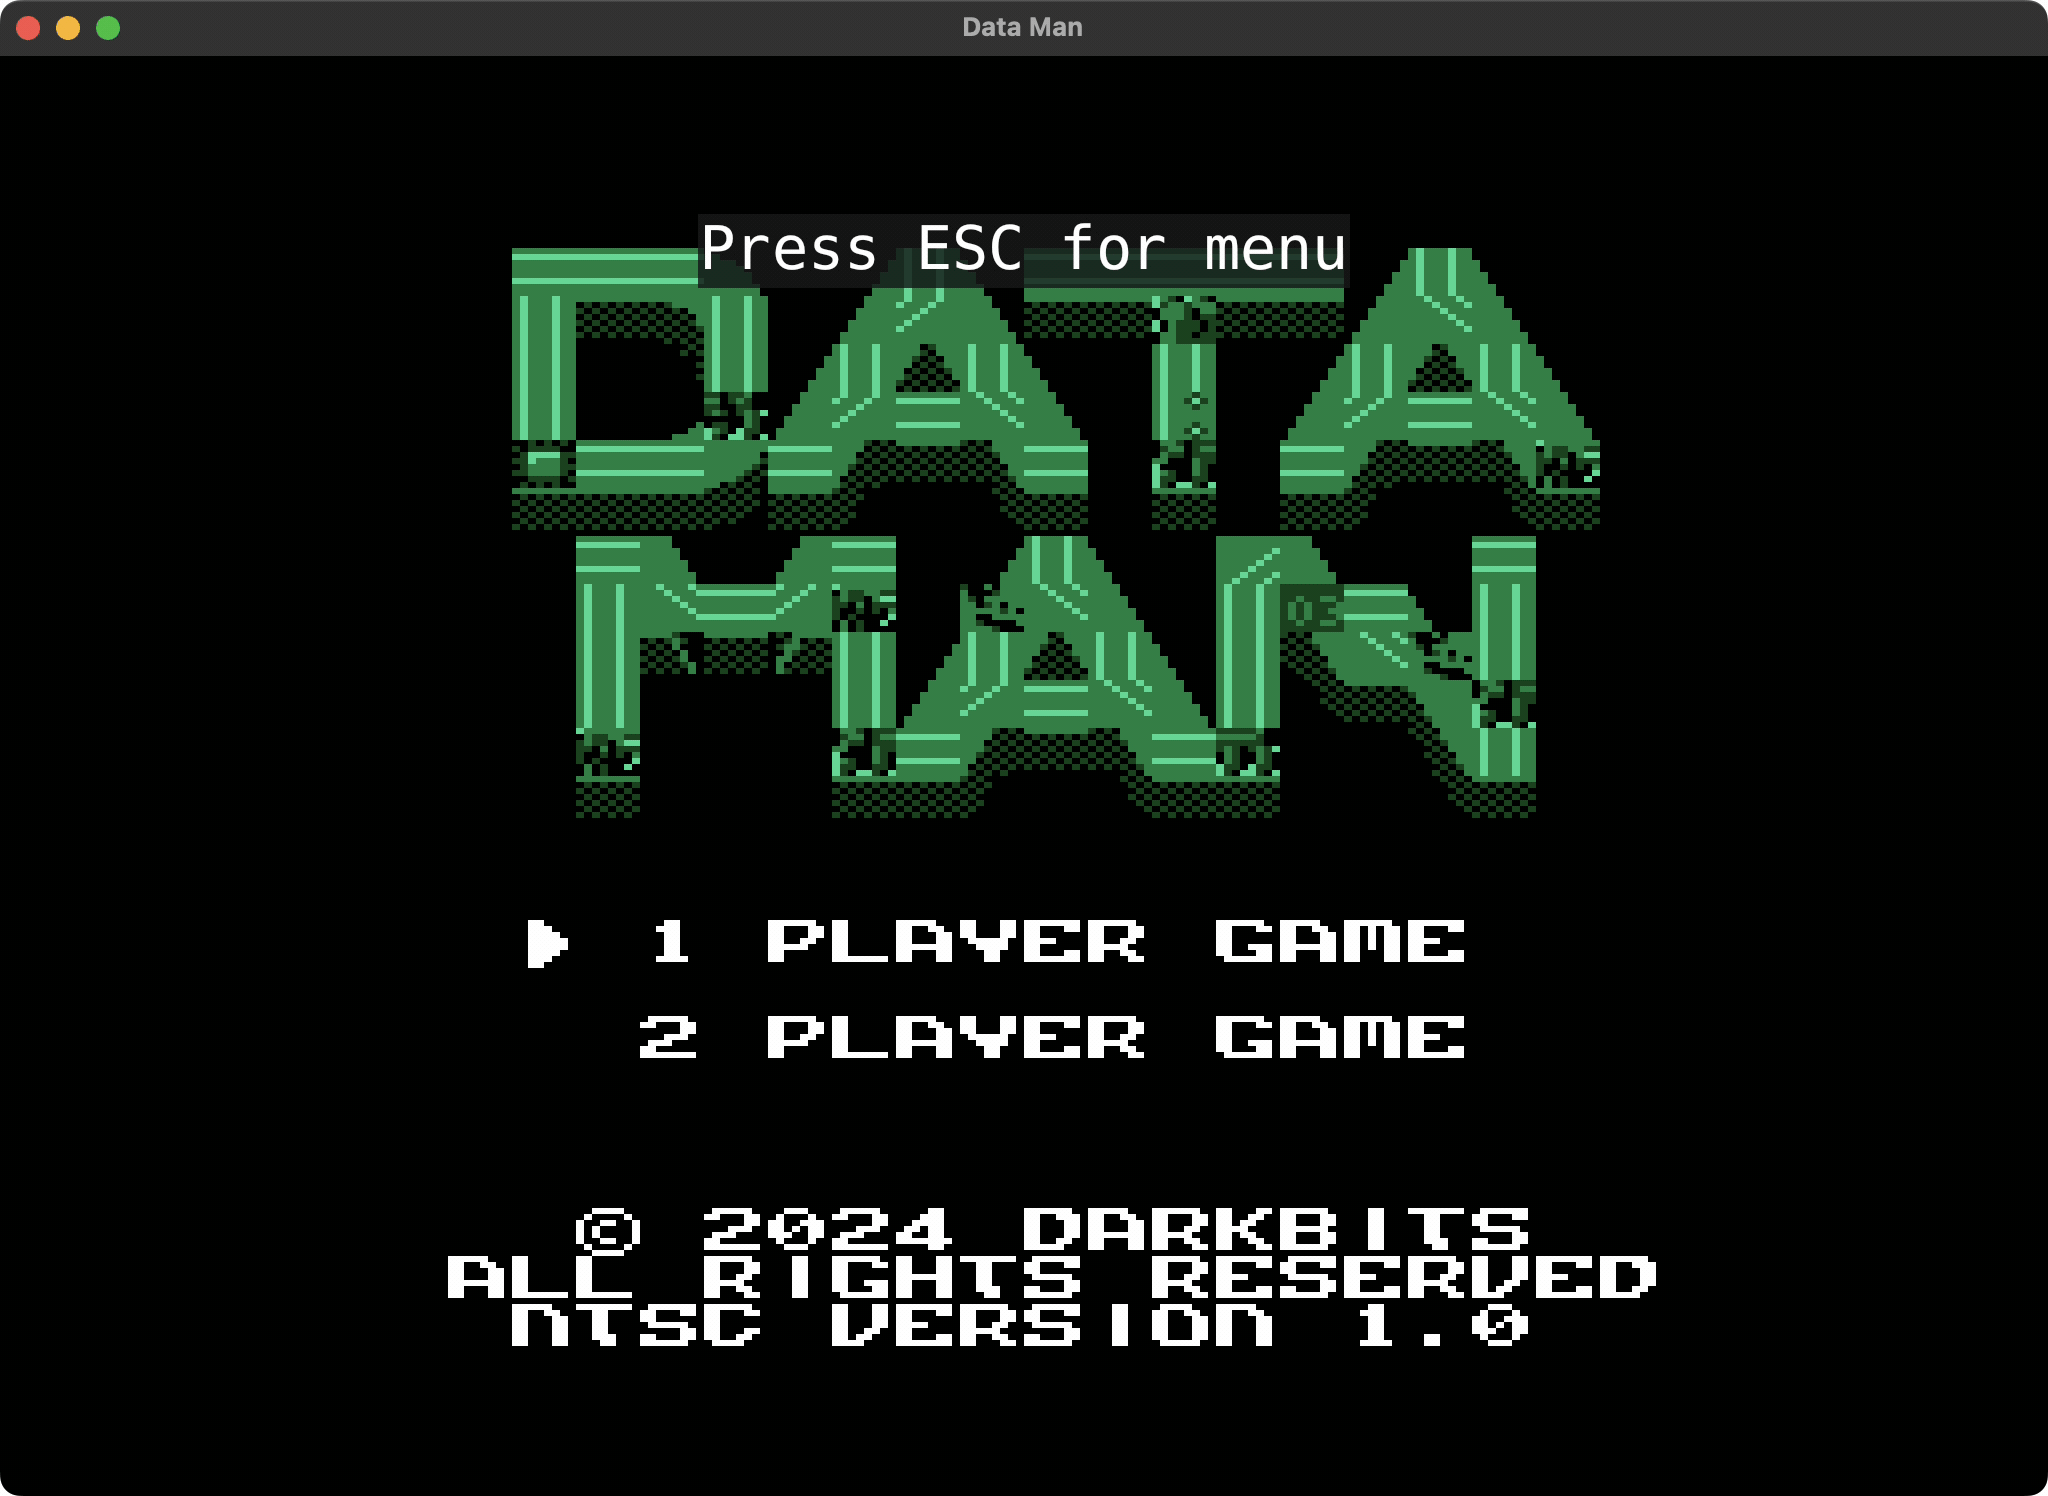 Data Man
Press ESC for menu
DATA
MAN
1 PLAYER GAME
2 PLAYER GAME
© 2024 DARKBITS
ALL RIGHTS RESERVED
NTSC VERSION 1.0